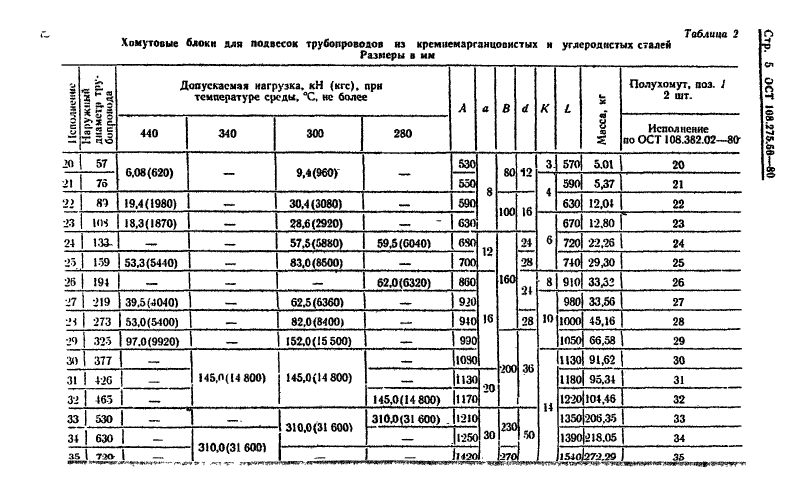 Таблица 2
Хомутовые блоки для подвесок трубопроводов из кремнемарганцовистых и углеродистых сталей
Размеры в мм
Стр. 5 ОСТ 108.275.50—80
Исполнение
Наружный диаметр трубопровода
Допускаемая нагрузка, кН (кгс), при
температуре среды, °С, не более
440 340 300 280
A a B d K L
Масса, кг
Полухомут, поз. 1
2 шт.
Исполнение
по ОСТ 108.382.02—80
20 57 6,08(620) — 9,4(960) — 530 8 80 12 3 570 5,01 20
21 76 550 4 590 5,37 21
22 89 19,4(1980) — 30,4(3080) — 590 100 16 630 12,04 22
23 108 18,3(1870) — 28,6(2920) — 630 6 670 12,80 23
24 133 — — 57,5(5880) 59,5(6040) 680 12 160 24 720 22,26 24
25 159 53,3(5440) — 83,0(8500) — 700 28 740 29,30 25
26 194 — — — 62,0(6320) 860 16 24 8 910 33,32 26
27 219 39,5(4040) — 62,5(6360) — 920 10 980 33,56 27
28 273 53,0(5400) — 82,0(8400) — 940 28 1000 45,16 28
29 325 97,0(9920) — 152,0(15 500) — 990 200 36 1050 66,58 29
30 377 — 145,0(14 800) 145,0(14 800) — 1080 20 14 1130 91,62 30
31 426 — — 1130 1180 95,34 31
32 465 — 145,0(14 800) 1170 1220 104,46 32
33 530 — — 310,0(31 600) 310,0(31 600) 1210 30 230 50 1350 206,35 33
34 630 — 310,0(31 600) — 1250 1390 218,05 34
35 720 — — — 1420 270 1540 272,29 35